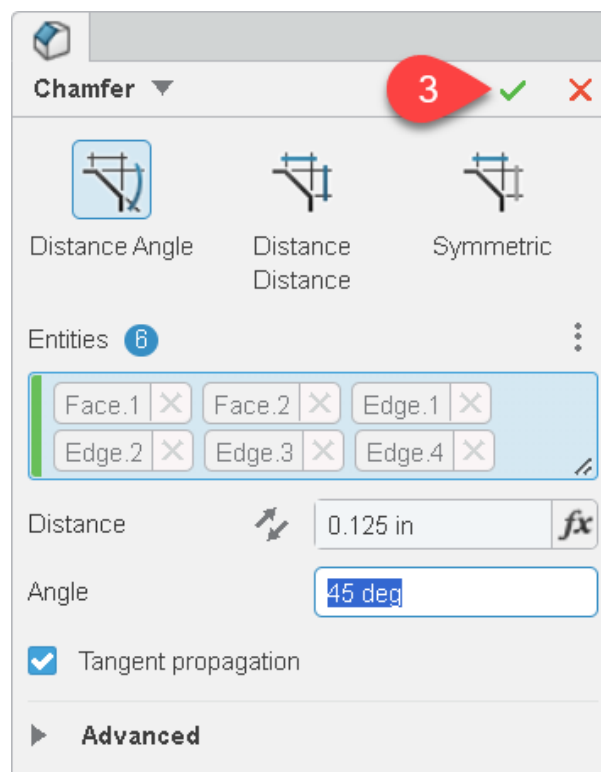 Chamfer
3
Distance Angle
Distance
Distance
Symmetric
Entities 6
Face.1 Face.2 Edge.1
Edge.2 Edge.3 Edge.4
Distance 0.125 in fx
Angle 45 deg
Tangent propagation
Advanced